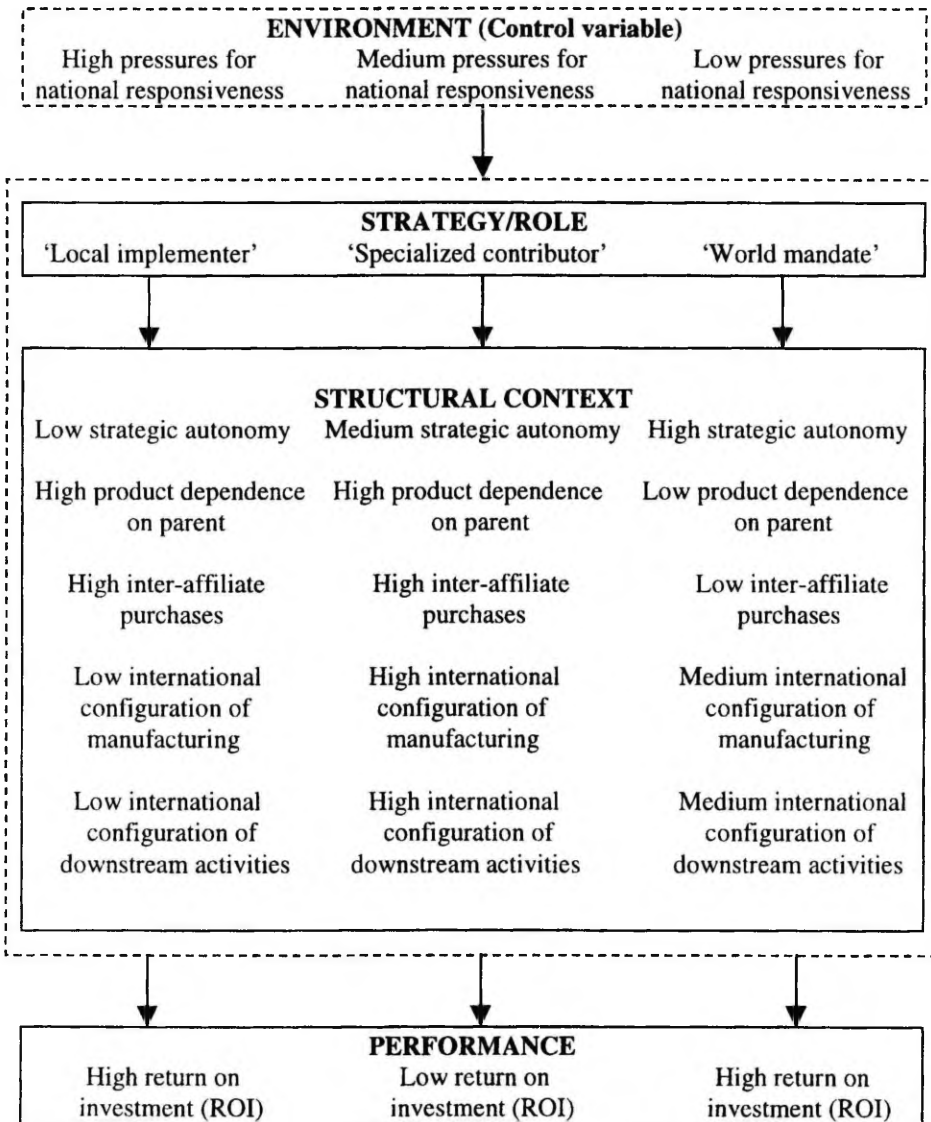 ENVIRONMENT (Control variable)
High pressures for Medium pressures for Low pressures for
national responsiveness national responsiveness national responsiveness
STRATEGY/ROLE
‘Local implementer’ ‘Specialized contributor’ ‘World mandate’
STRUCTURAL CONTEXT
Low strategic autonomy Medium strategic autonomy High strategic autonomy
High product dependence High product dependence Low product dependence
on parent on parent on parent
High inter-affiliate High inter-affiliate Low inter-affiliate
purchases purchases purchases
Low international High international Medium international
configuration of configuration of configuration of
manufacturing manufacturing manufacturing
Low international High international Medium international
configuration of configuration of configuration of
downstream activities downstream activities downstream activities
PERFORMANCE
High return on Low return on High return on
investment (ROI) investment (ROI) investment (ROI)